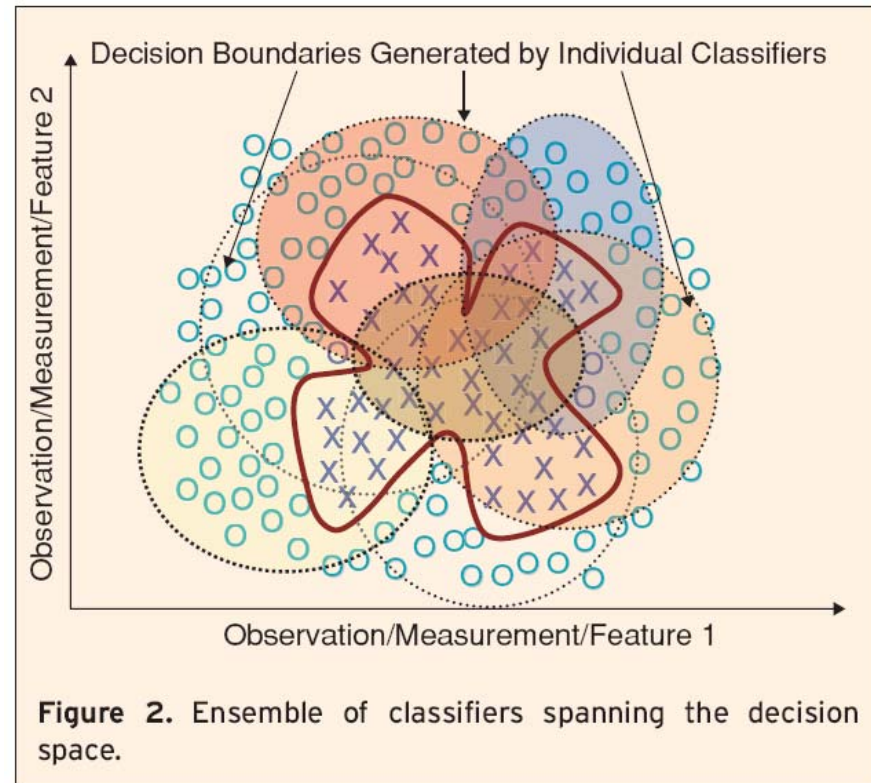 Decision Boundaries Generated by Individual Classifiers
Observation/Measurement/Feature 2
Observation/Measurement/Feature 1
Figure 2. Ensemble of classifiers spanning the decision
space.